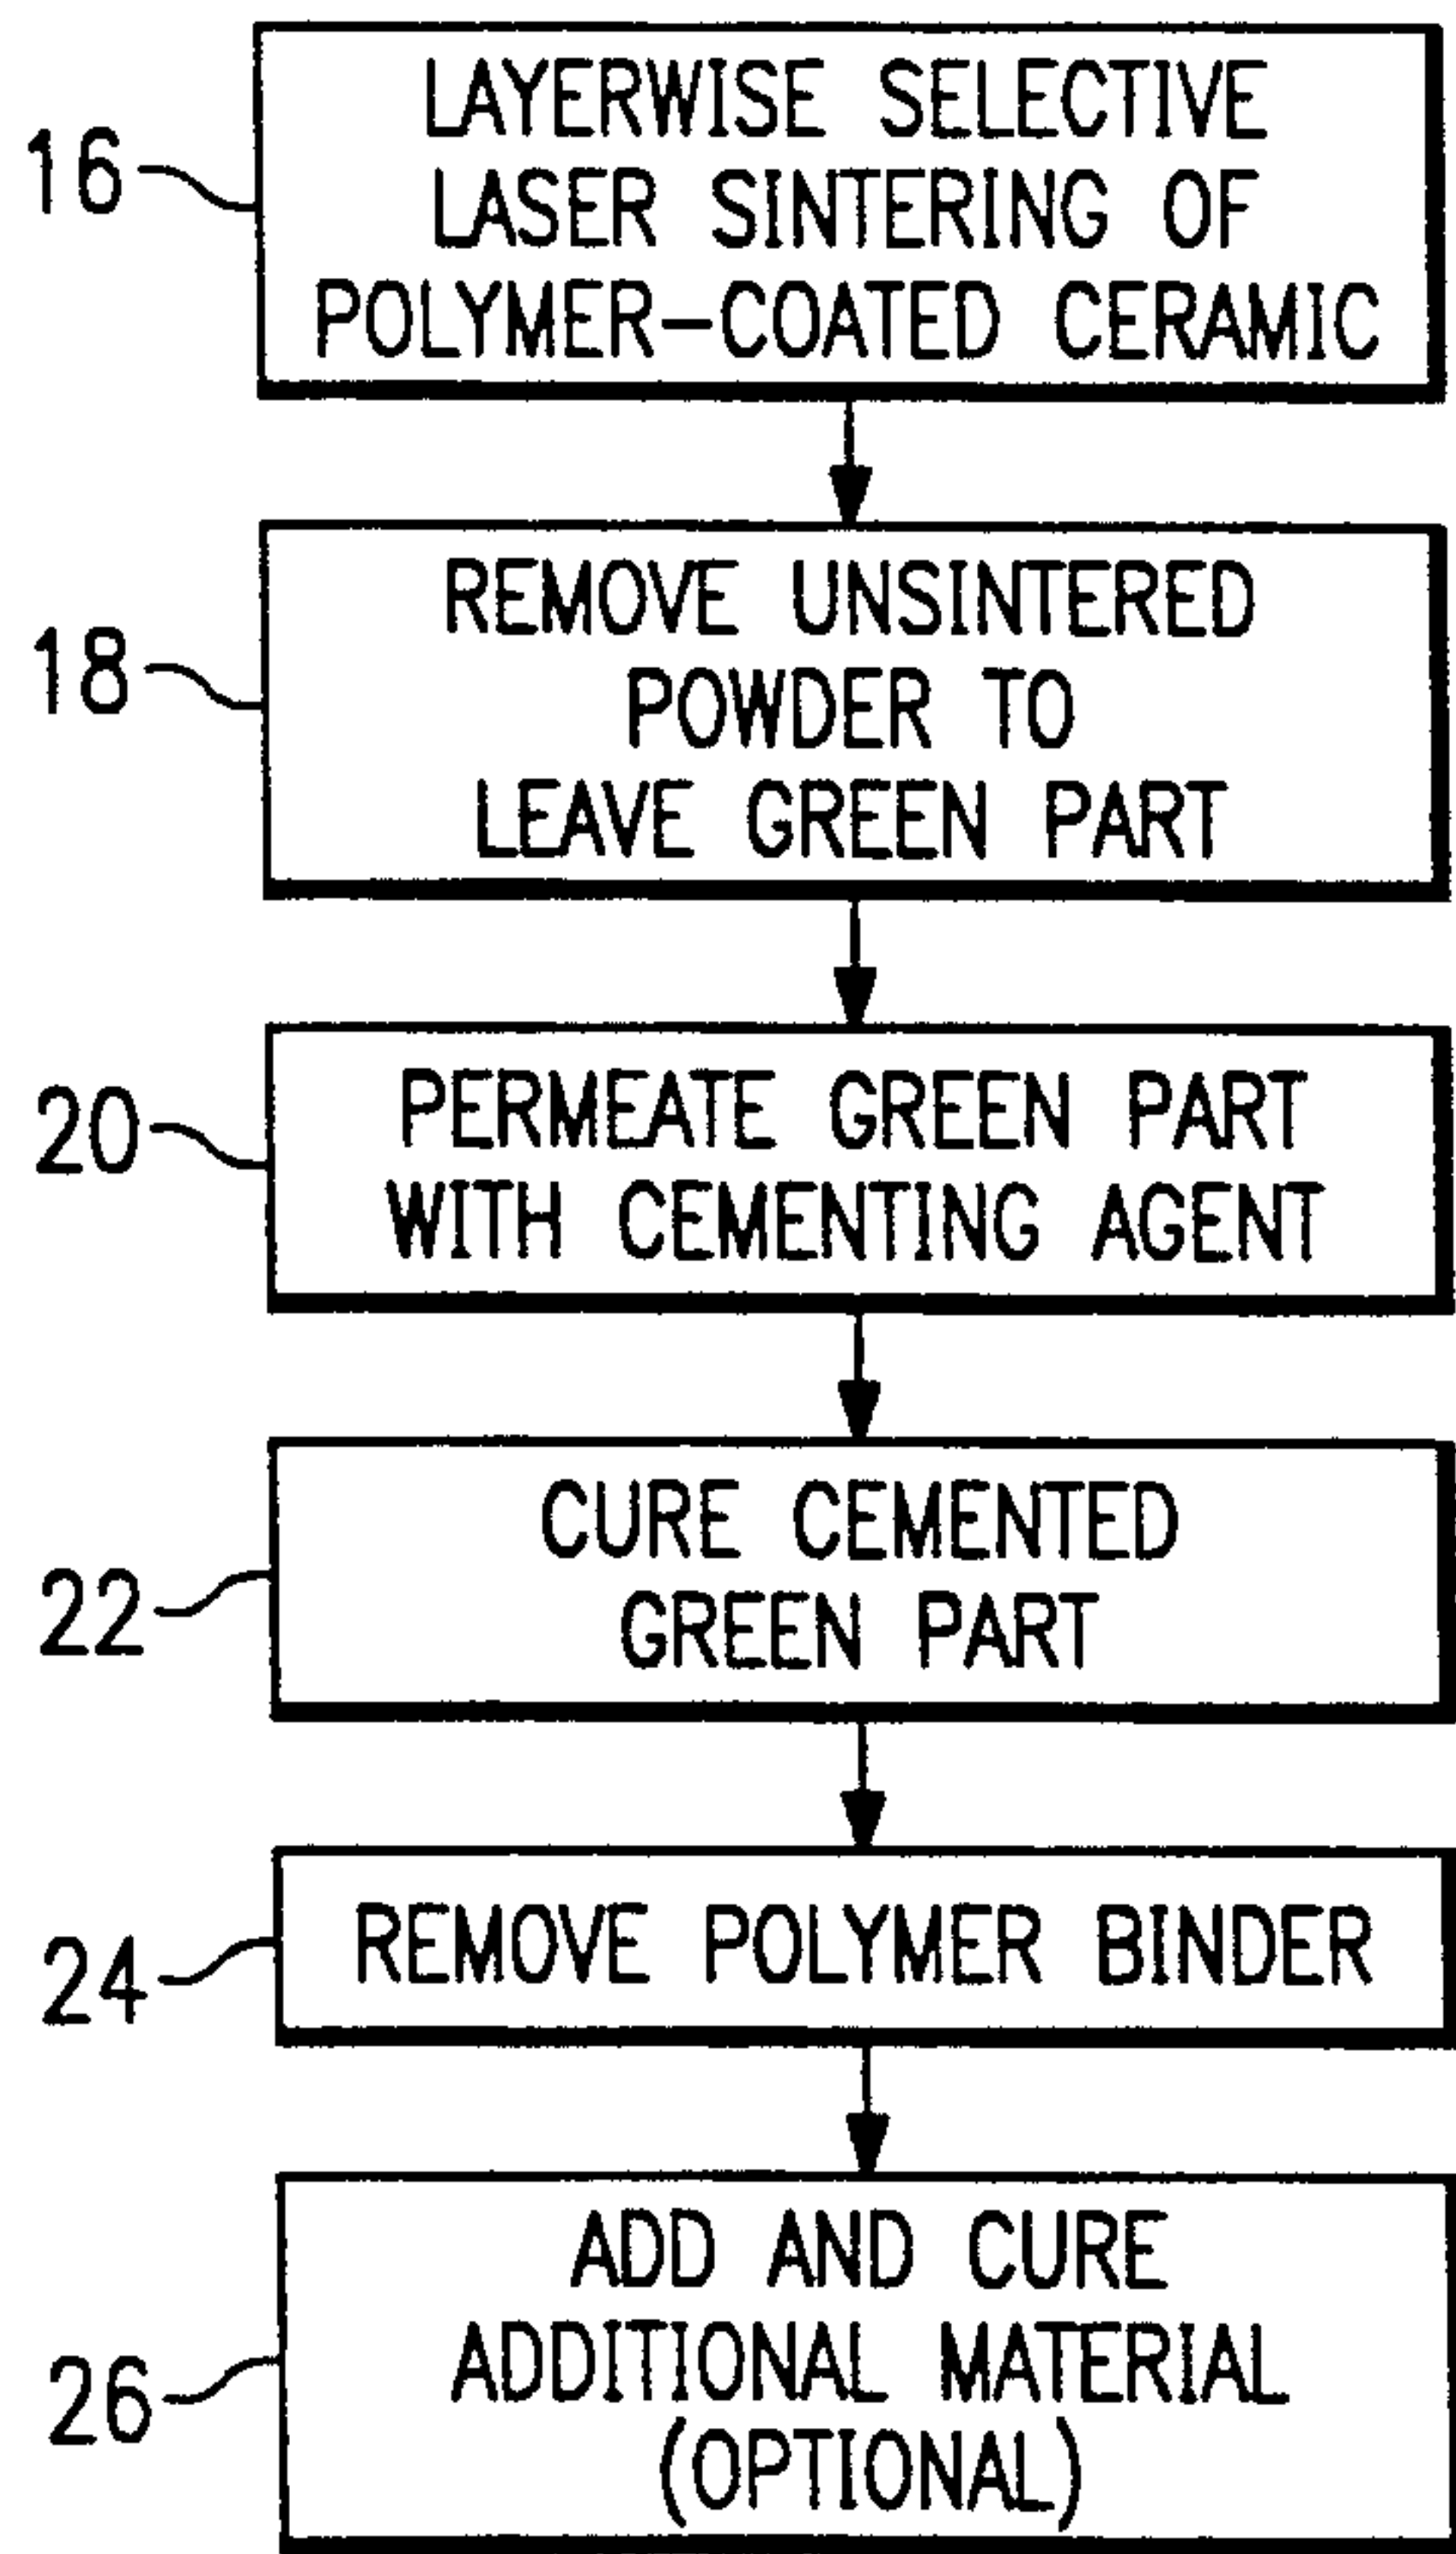 16
LAYERWISE SELECTIVE
LASER SINTERING OF
POLYMER-COATED CERAMIC
18
REMOVE UNSINTERED
POWDER TO
LEAVE GREEN PART
20
PERMEATE GREEN PART
WITH CEMENTING AGENT
22
CURE CEMENTED
GREEN PART
24
REMOVE POLYMER BINDER
26
ADD AND CURE
ADDITIONAL MATERIAL
(OPTIONAL)